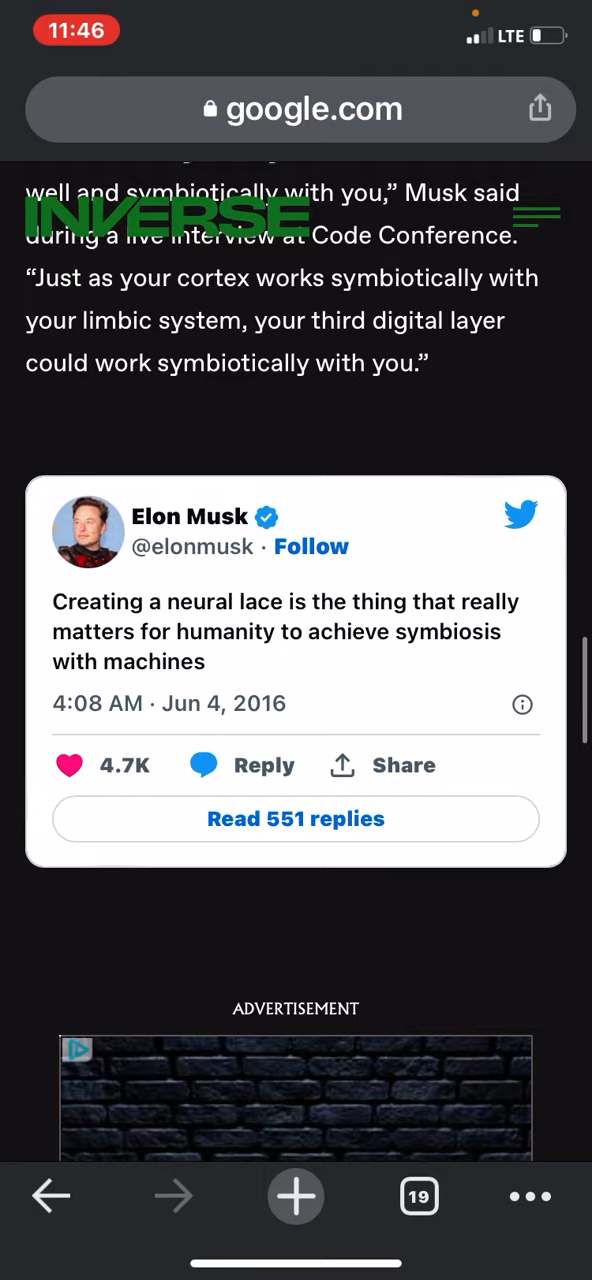 11:46
LTE
google.com
well and symbiotically with you,” Musk said
INVERSE
during a live interview at Code Conference.
“Just as your cortex works symbiotically with
your limbic system, your third digital layer
could work symbiotically with you.”
Elon Musk
@elonmusk · Follow
Creating a neural lace is the thing that really
matters for humanity to achieve symbiosis
with machines
4:08 AM · Jun 4, 2016
4.7K Reply Share
Read 551 replies
ADVERTISEMENT
19